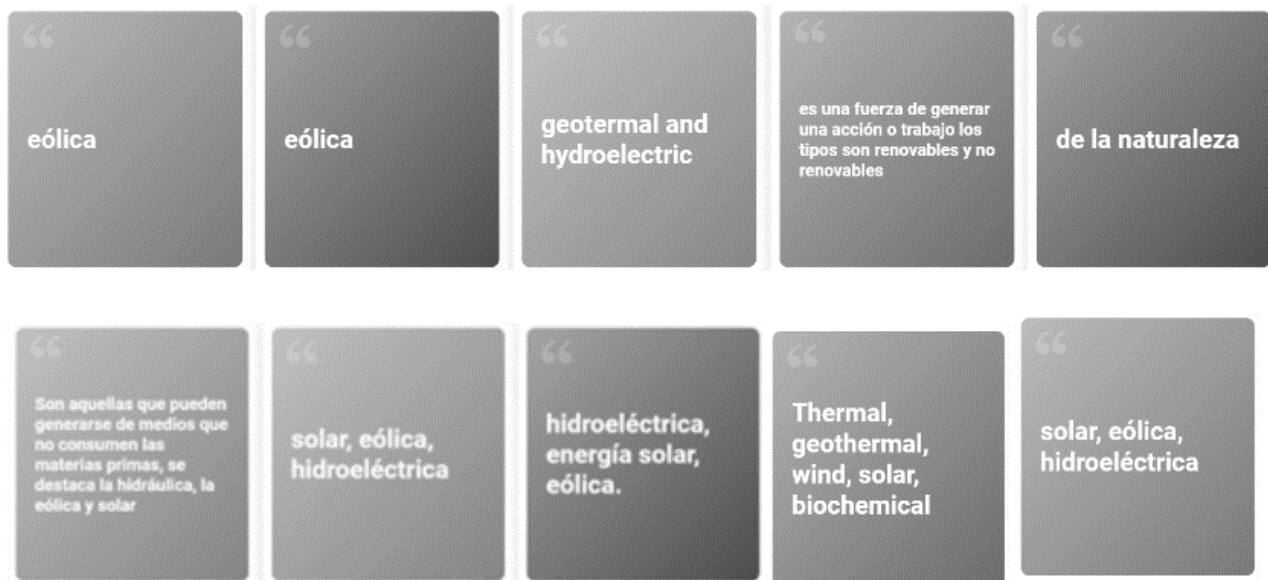 eólica
eólica
geotermal and
hydroelectric
es una fuerza de generar
una acción o trabajo los
tipos son renovables y no
renovables
de la naturaleza
Son aquellas que pueden
generarse de medios que
no consumen las
materias primas, se
destaca la hidráulica, la
eólica y solar
solar, eólica,
hidroeléctrica
hidroeléctrica,
energía solar,
eólica.
Thermal,
geothermal,
wind, solar,
biochemical
solar, eólica,
hidroeléctrica